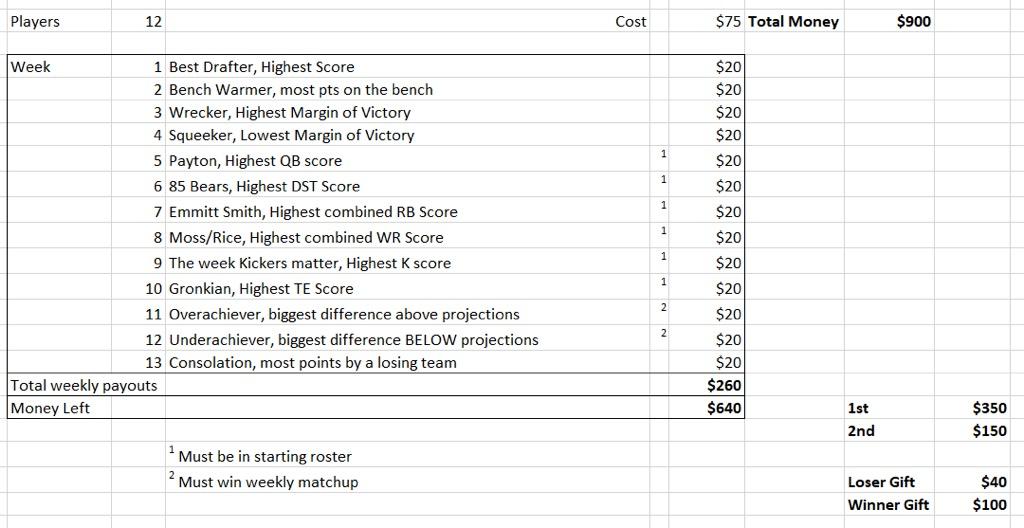 Players 12 Cost $75 Total Money $900
Week 1 Best Drafter, Highest Score $20
2 Bench Warmer, most pts on the bench $20
3 Wrecker, Highest Margin of Victory $20
4 Squeeker, Lowest Margin of Victory $20
5 Payton, Highest QB score 1 $20
6 85 Bears, Highest DST Score 1 $20
7 Emmitt Smith, Highest combined RB Score 1 $20
8 Moss/Rice, Highest combined WR Score 1 $20
9 The week Kickers matter, Highest K score 1 $20
10 Gronkian, Highest TE Score 1 $20
11 Overachiever, biggest difference above projections 2 $20
12 Underachiever, biggest difference BELOW projections 2 $20
13 Consolation, most points by a losing team $20
Total weekly payouts $260
Money Left $640 1st $350
2nd $150
1 Must be in starting roster
2 Must win weekly matchup Loser Gift $40
Winner Gift $100